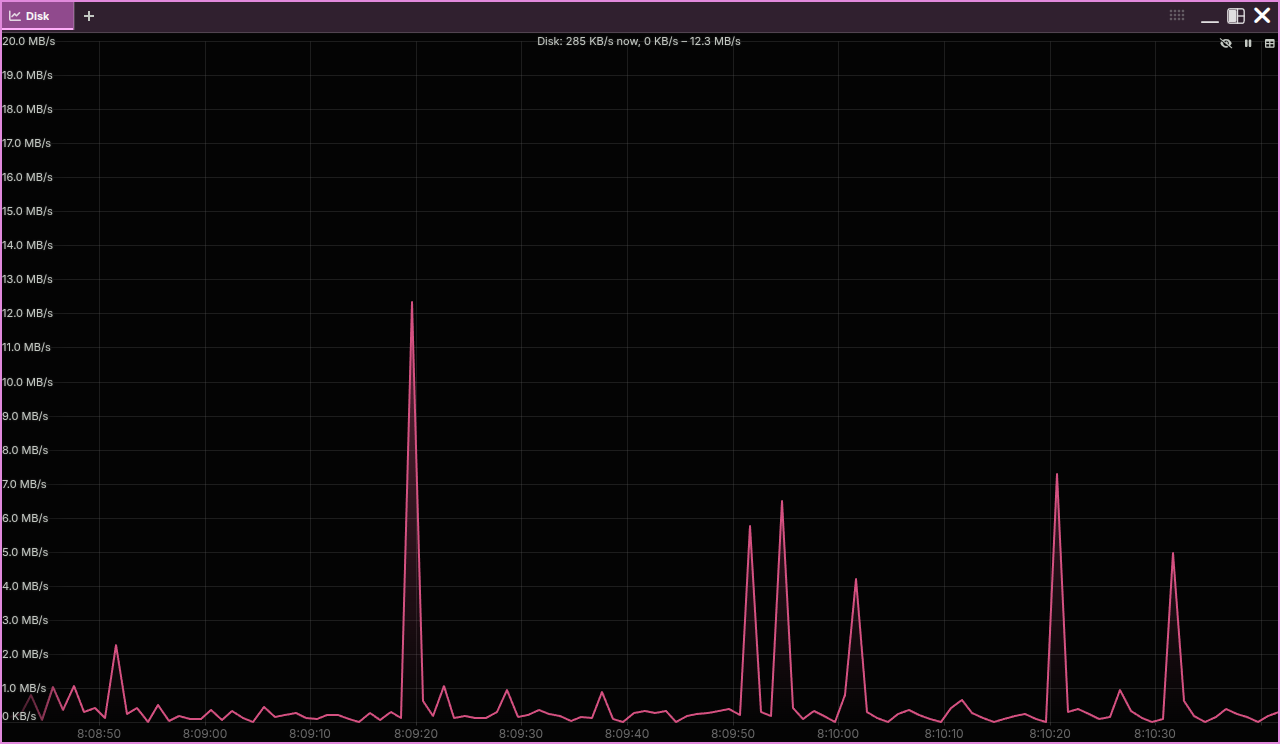 Disk
Disk: 285 KB/s now, 0 KB/s – 12.3 MB/s
20.0 MB/s
19.0 MB/s
18.0 MB/s
17.0 MB/s
16.0 MB/s
15.0 MB/s
14.0 MB/s
13.0 MB/s
12.0 MB/s
11.0 MB/s
10.0 MB/s
9.0 MB/s
8.0 MB/s
7.0 MB/s
6.0 MB/s
5.0 MB/s
4.0 MB/s
3.0 MB/s
2.0 MB/s
1.0 MB/s
0 KB/s
8:08:50 8:09:00 8:09:10 8:09:20 8:09:30 8:09:40 8:09:50 8:10:00 8:10:10 8:10:20 8:10:30